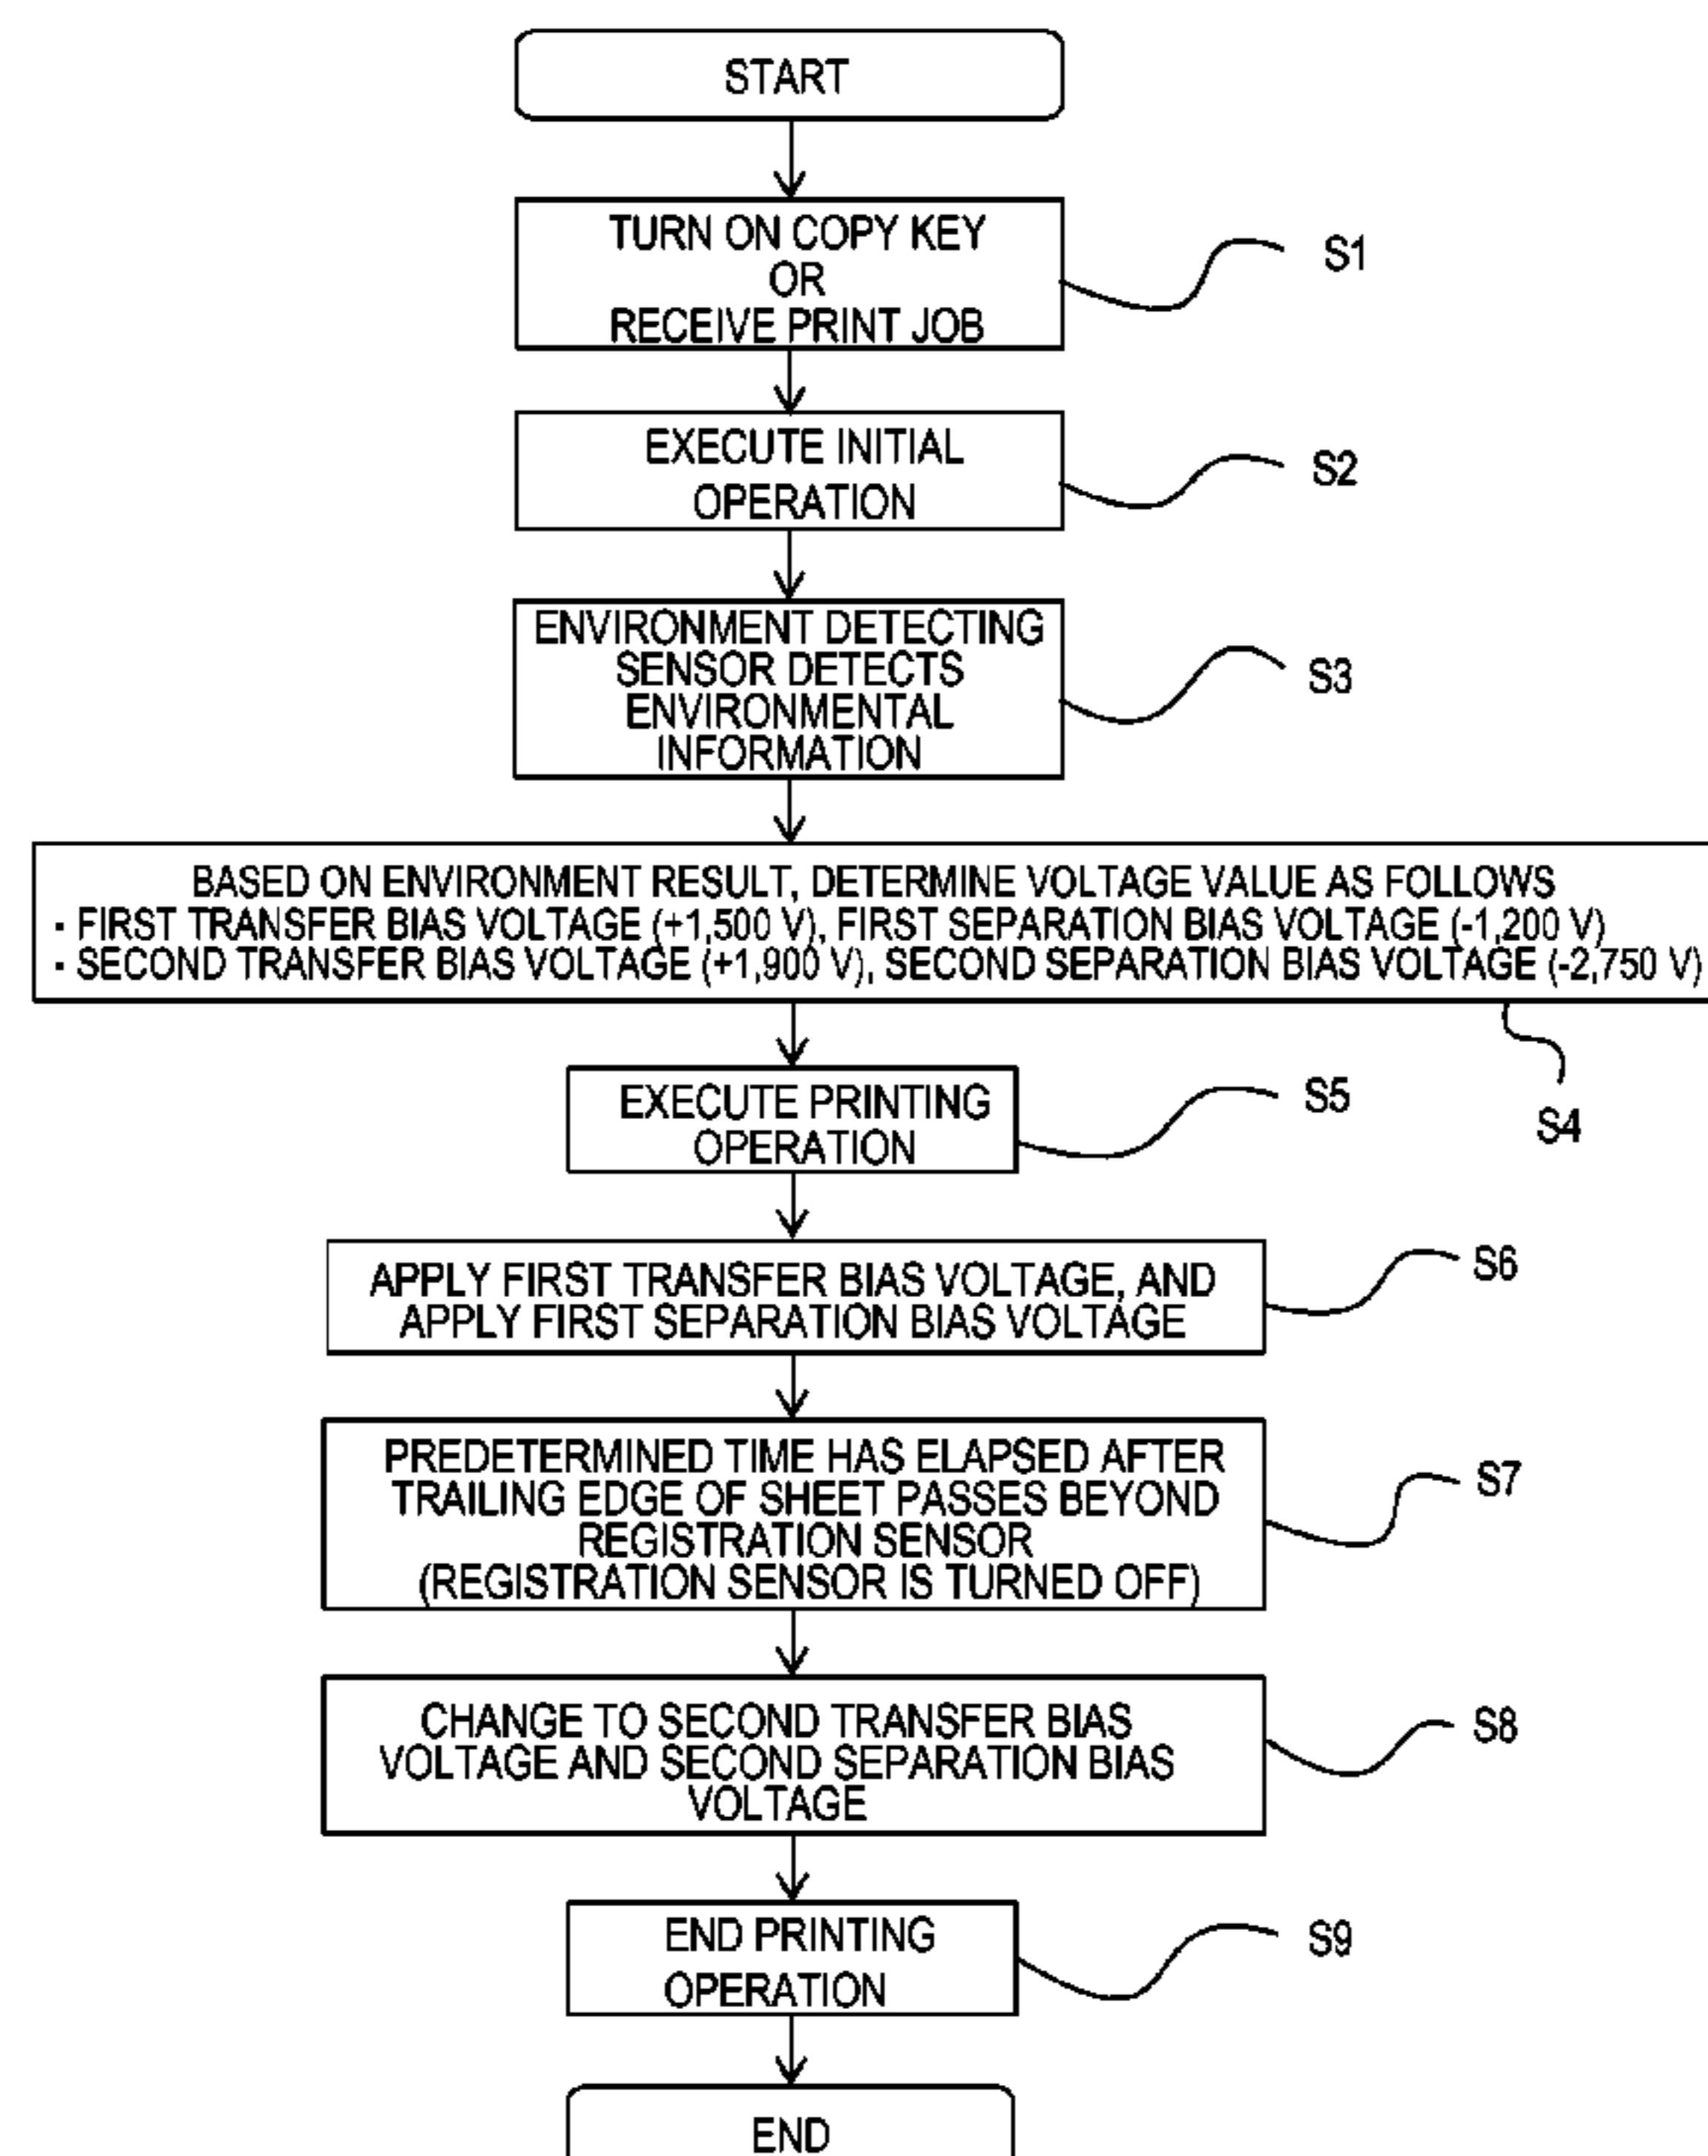 START
TURN ON COPY KEY
OR
RECEIVE PRINT JOB
S1
EXECUTE INITIAL
OPERATION
S2
ENVIRONMENT DETECTING
SENSOR DETECTS
ENVIRONMENTAL
INFORMATION
S3
BASED ON ENVIRONMENT RESULT, DETERMINE VOLTAGE VALUE AS FOLLOWS
- FIRST TRANSFER BIAS VOLTAGE (+1,500 V), FIRST SEPARATION BIAS VOLTAGE (-1,200 V)
- SECOND TRANSFER BIAS VOLTAGE (+1,900 V), SECOND SEPARATION BIAS VOLTAGE (-2,750 V)
S4
EXECUTE PRINTING
OPERATION
S5
APPLY FIRST TRANSFER BIAS VOLTAGE, AND
APPLY FIRST SEPARATION BIAS VOLTAGE
S6
PREDETERMINED TIME HAS ELAPSED AFTER
TRAILING EDGE OF SHEET PASSES BEYOND
REGISTRATION SENSOR
(REGISTRATION SENSOR IS TURNED OFF)
S7
CHANGE TO SECOND TRANSFER BIAS
VOLTAGE AND SECOND SEPARATION BIAS
VOLTAGE
S8
END PRINTING
OPERATION
S9
END